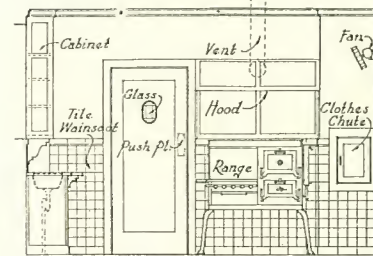 Cabinet
Vent
Fan
Glass
Hood
Clothes
Chute
Tile
Wainscot
Push Pl.
Range